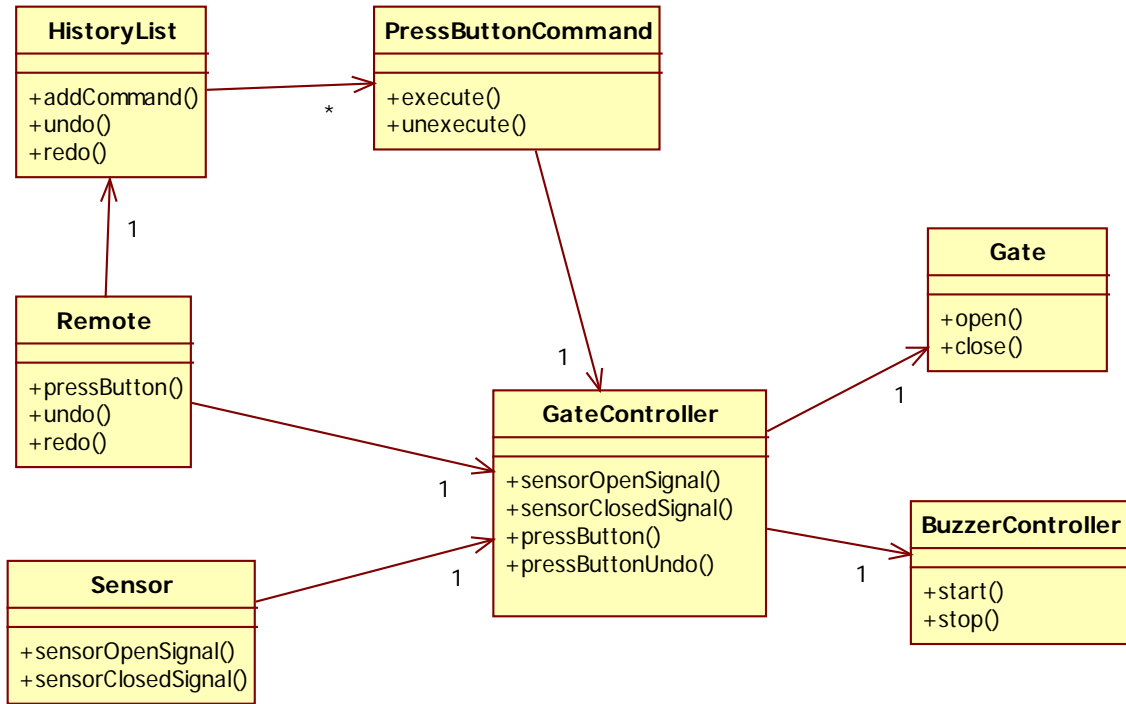 HistoryList
+addCommand()
+undo()
+redo()
PressButtonCommand
+execute()
+unexecute()
*
1
Remote
+pressButton()
+undo()
+redo()
Gate
+open()
+close()
1
1
GateController
+sensorOpenSignal()
+sensorClosedSignal()
+pressButton()
+pressButtonUndo()
1
1
BuzzerController
+start()
+stop()
1
Sensor
+sensorOpenSignal()
+sensorClosedSignal()